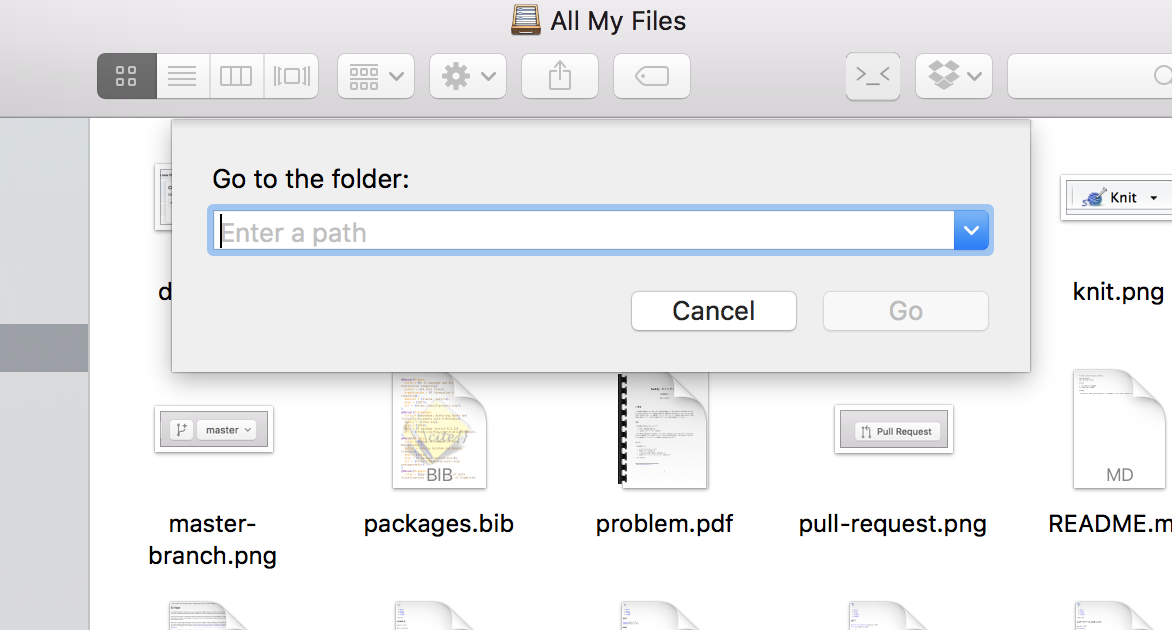 All My Files
Go to the folder:
Enter a path
Cancel
Go
Knit
d
knit.png
master
BIB
Pull Request
MD
master-
branch.png
packages.bib
problem.pdf
pull-request.png
README.m